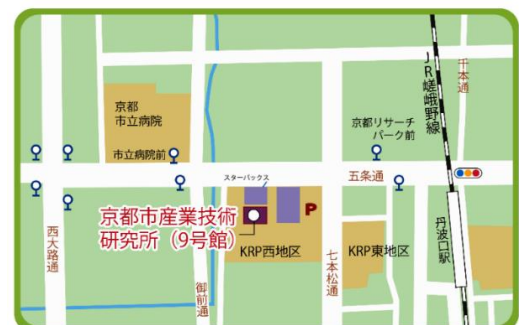 千本通
JR嵯峨野線
京都
市立病院
市立病院前
京都リサーチ
パーク前
スターバックス
五条通
P
京都市産業技術
研究所（9号館）
KRP西地区
KRP東地区
西大路通
御前通
七本松通
丹波口駅